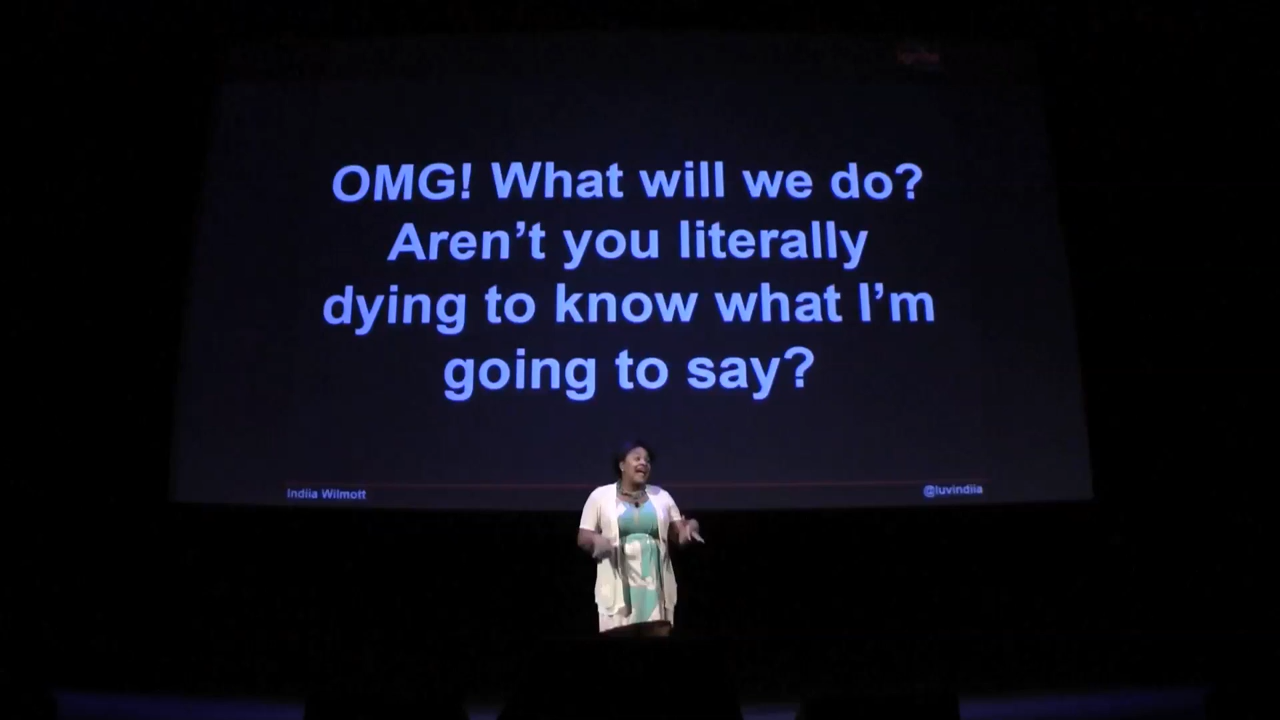 OMG! What will we do?
Aren’t you literally
dying to know what I’m
going to say?
Indiia Wilmott
@luvindiia